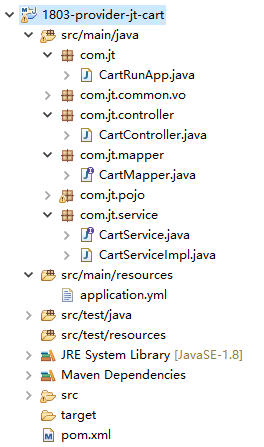 1803-provider-jt-cart
src/main/java
com.jt
CartRunApp.java
com.jt.common.vo
com.jt.controller
CartController.java
com.jt.mapper
CartMapper.java
com.jt.pojo
com.jt.service
CartService.java
CartServiceImpl.java
src/main/resources
application.yml
src/test/java
src/test/resources
JRE System Library [JavaSE-1.8]
Maven Dependencies
src
target
pom.xml